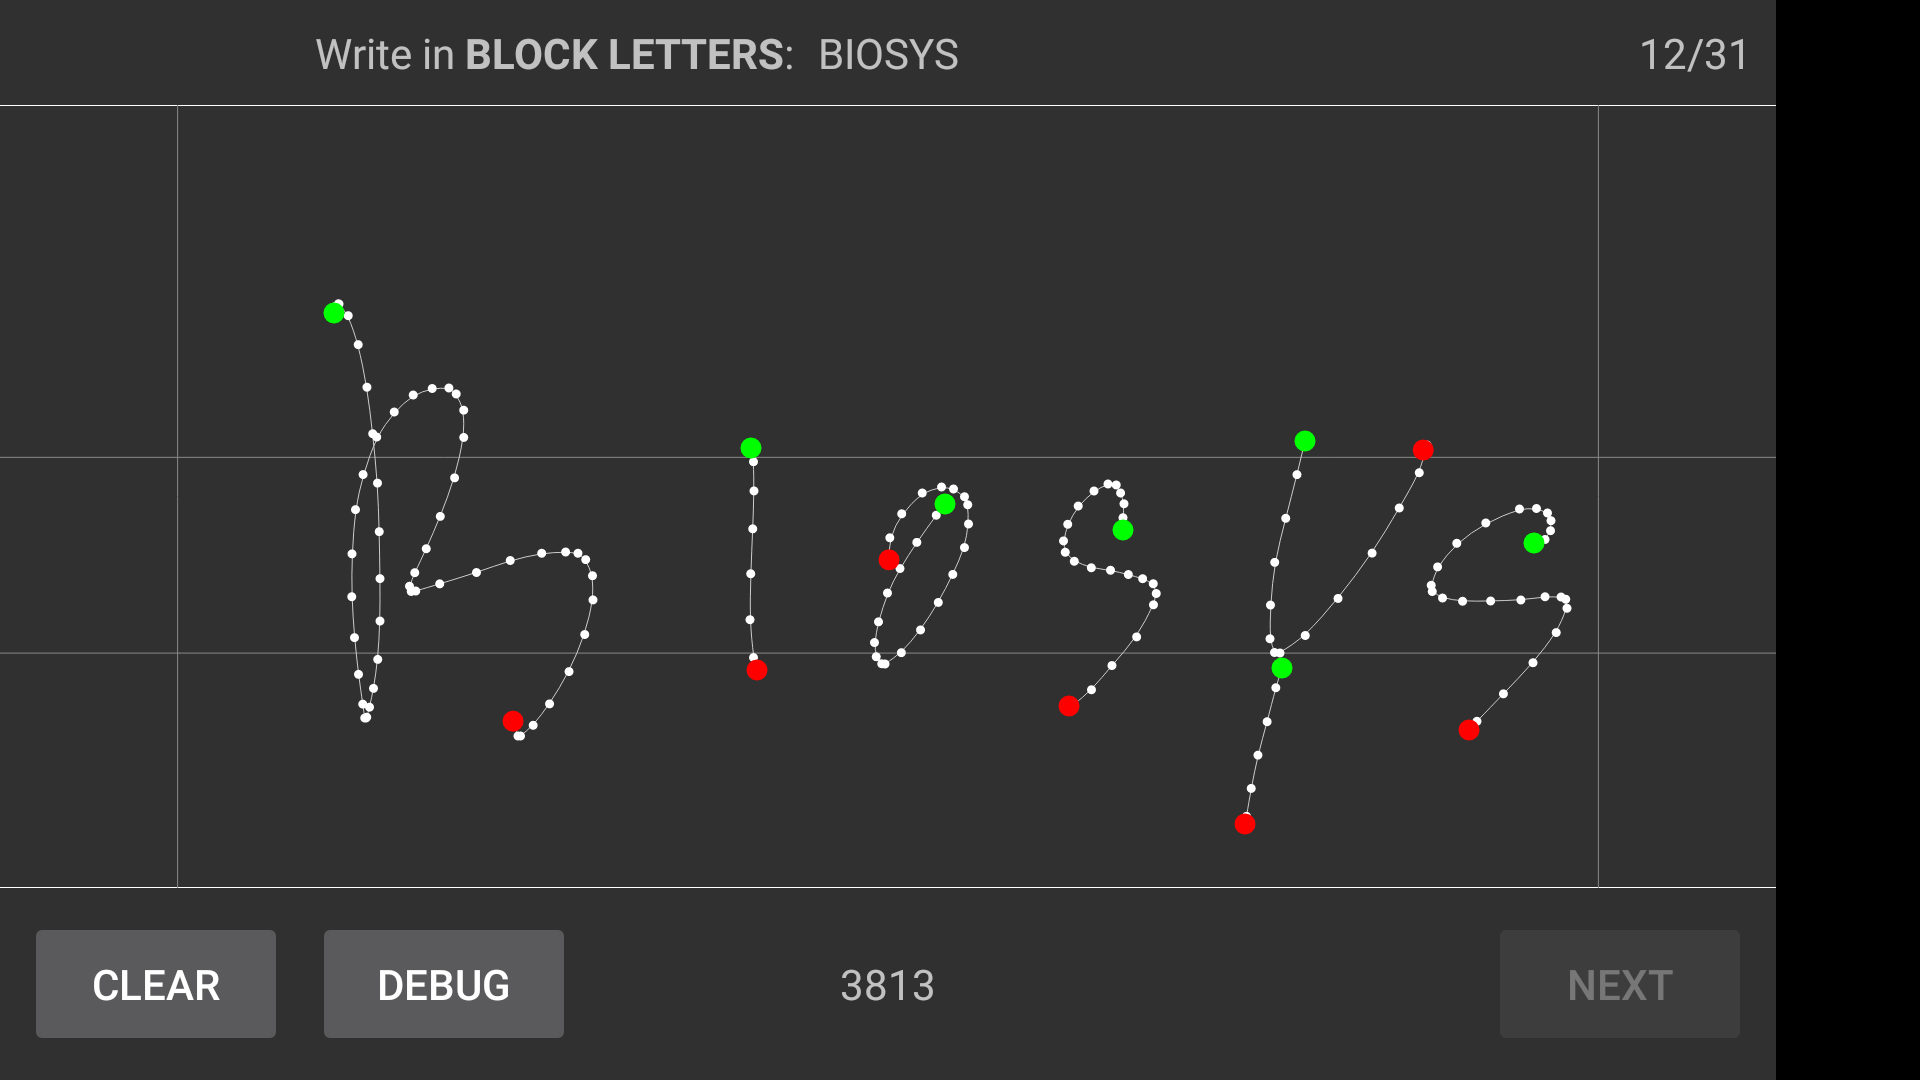 Write in BLOCK LETTERS: BIOSYS 12/31
BIOSYS
CLEAR DEBUG 3813 NEXT